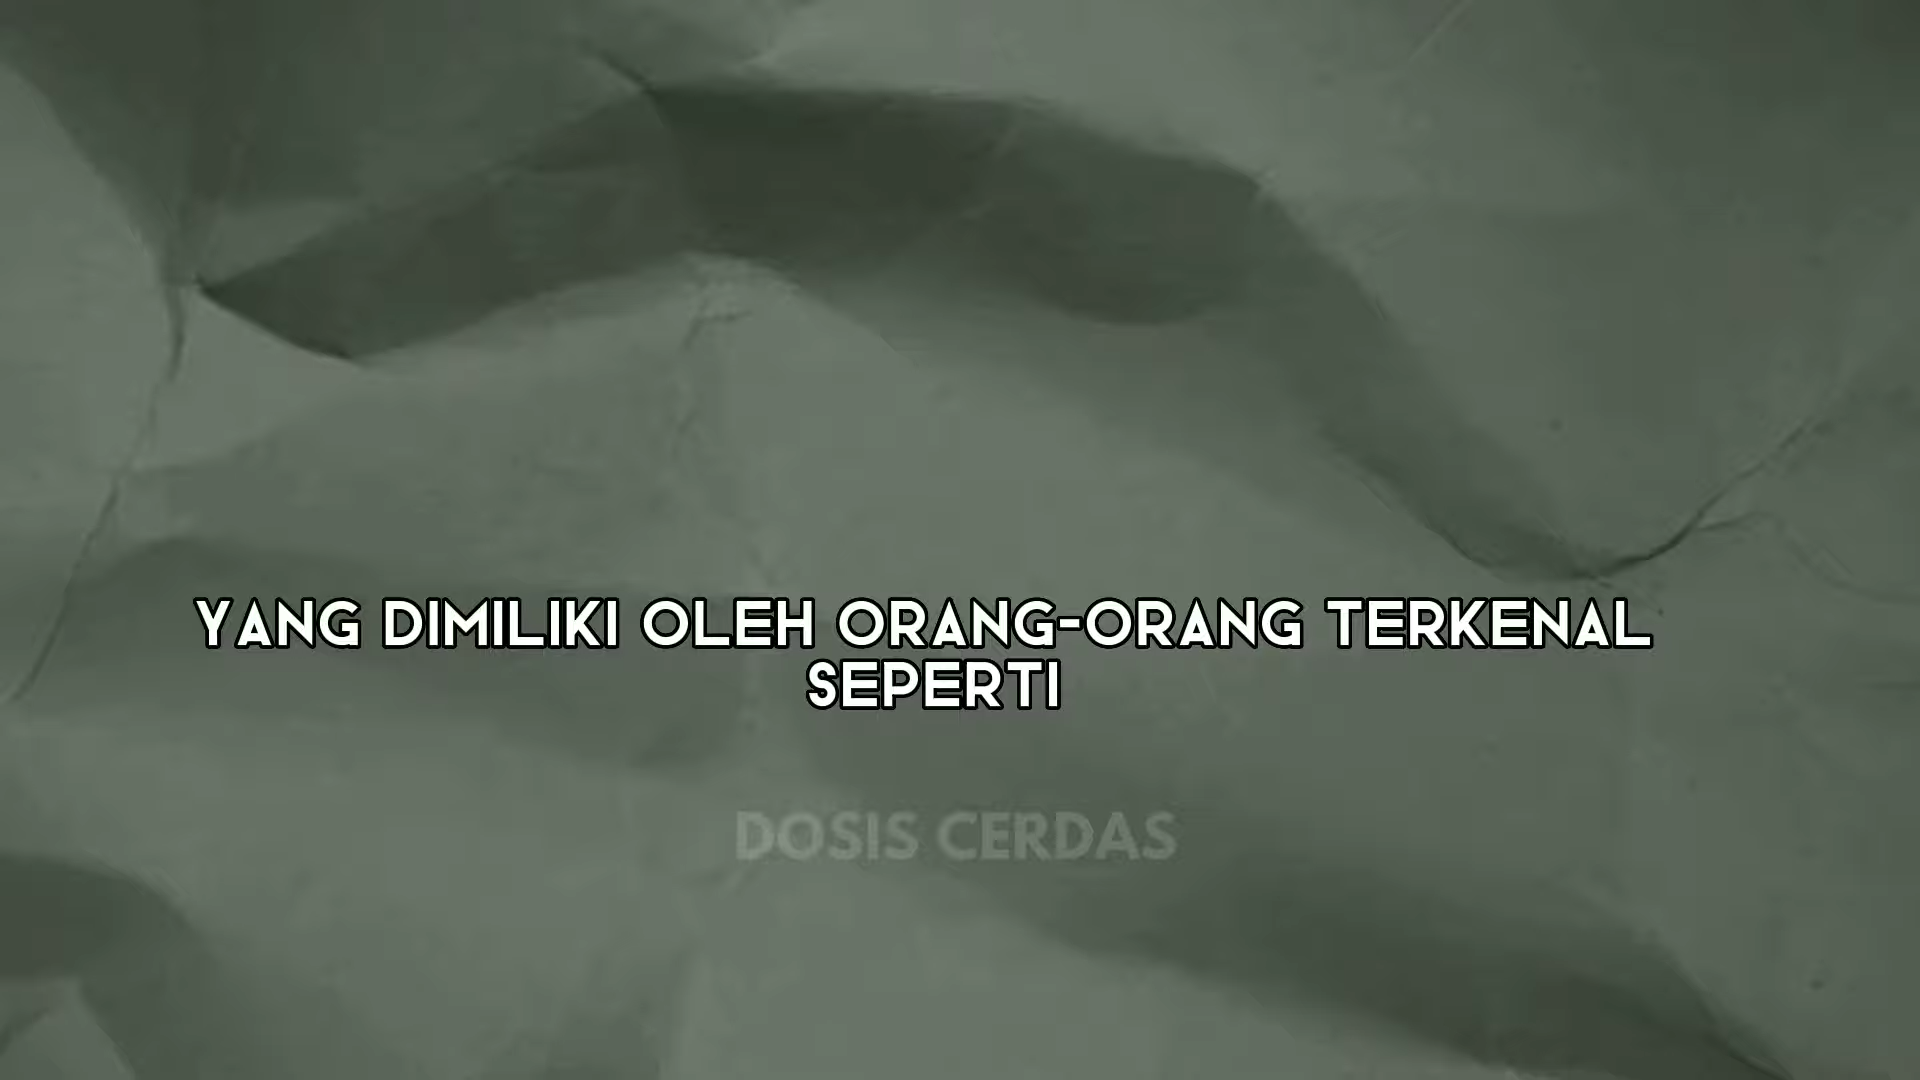 YANG DIMILIKI OLEH ORANG-ORANG TERKENAL
SEPERTI
DOSIS CERDAS